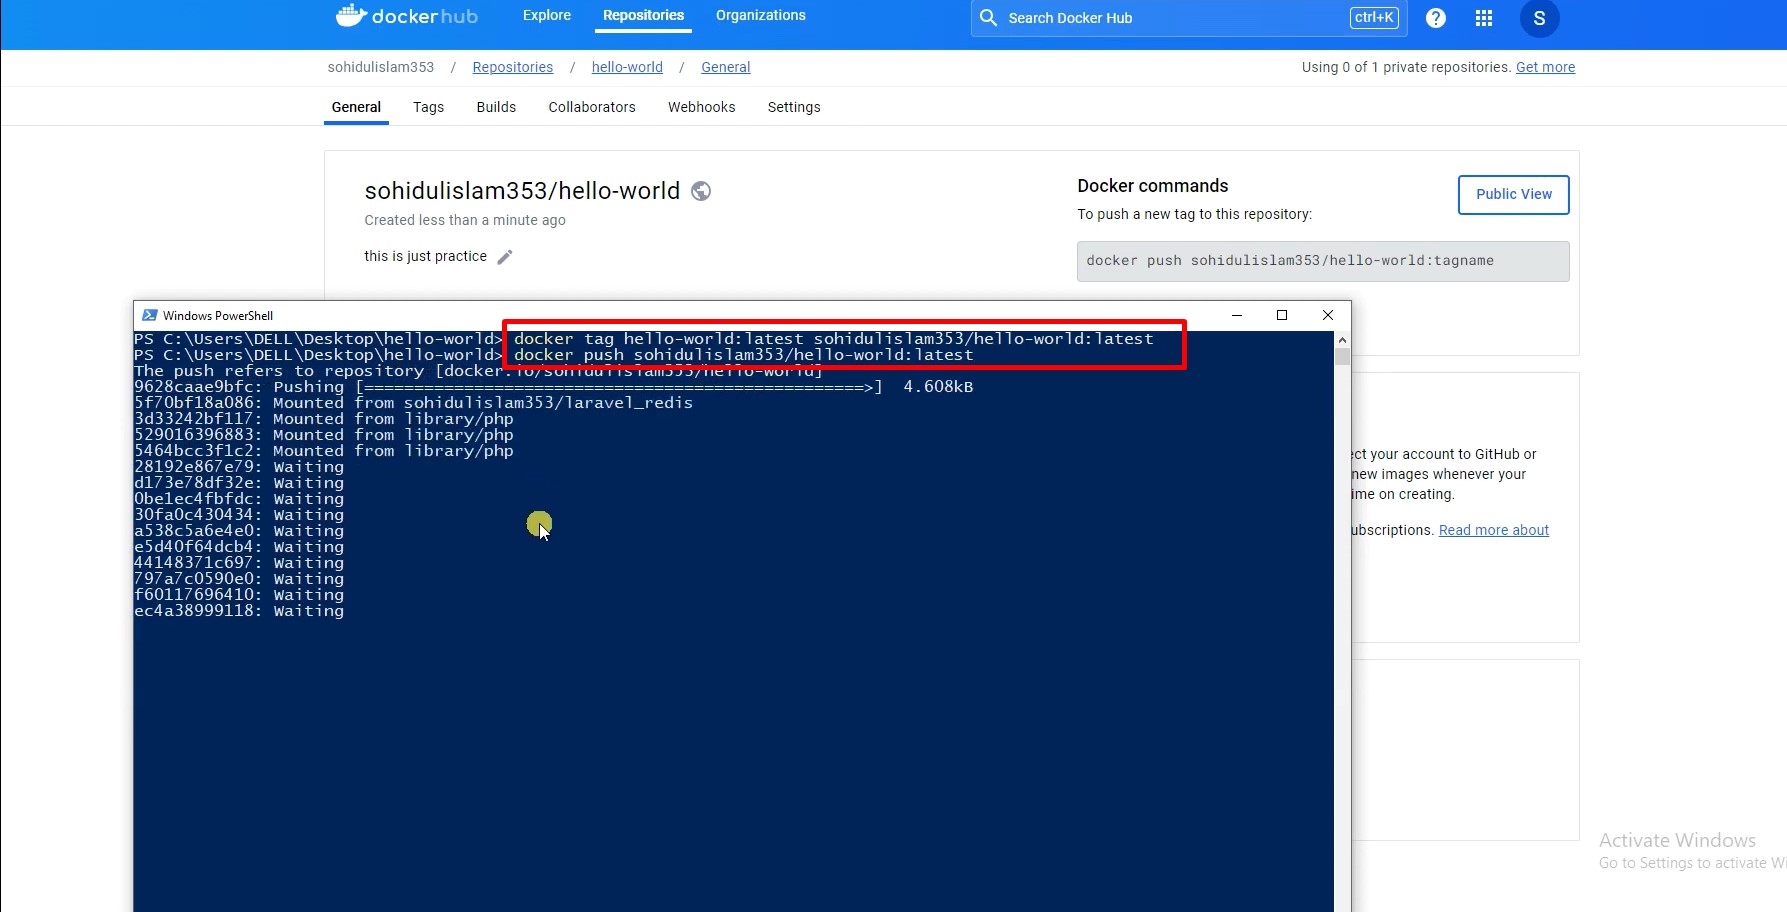 dockerhub Explore Repositories Organizations Search Docker Hub ctrl+K ? S
sohidulislam353 / Repositories / hello-world / General Using 0 of 1 private repositories. Get more
General Tags Builds Collaborators Webhooks Settings
sohidulislam353/hello-world
Created less than a minute ago
this is just practice
Docker commands
Public View
To push a new tag to this repository:
docker push sohidulislam353/hello-world:tagname
Windows PowerShell
PS C:\Users\DELL\Desktop\hello-world> docker tag hello-world:latest sohidulislam353/hello-world:latest
PS C:\Users\DELL\Desktop\hello-world> docker push sohidulislam353/hello-world:latest
The push refers to repository [docker.io/sohidulislam353/hello-world]
9628caae9bfc: Pushing [==================================================>] 4.608kB
5f70bf18a086: Mounted from sohidulislam353/laravel_redis
3d33242bf117: Mounted from library/php
529016396883: Mounted from library/php
5464bcc3f1c2: Mounted from library/php
28192e867e79: Waiting
d173e78df32e: Waiting
0be1ec4fbfdc: Waiting
30fa0c430434: Waiting
a538c5a6e4e0: Waiting
e5d40f64dcb4: Waiting
44148371c697: Waiting
797a7c0590e0: Waiting
f60117696410: Waiting
ec4a38999118: Waiting
ect your account to GitHub or
new images whenever your
ime on creating.
ubscriptions. Read more about
Activate Windows
Go to Settings to activate Wi